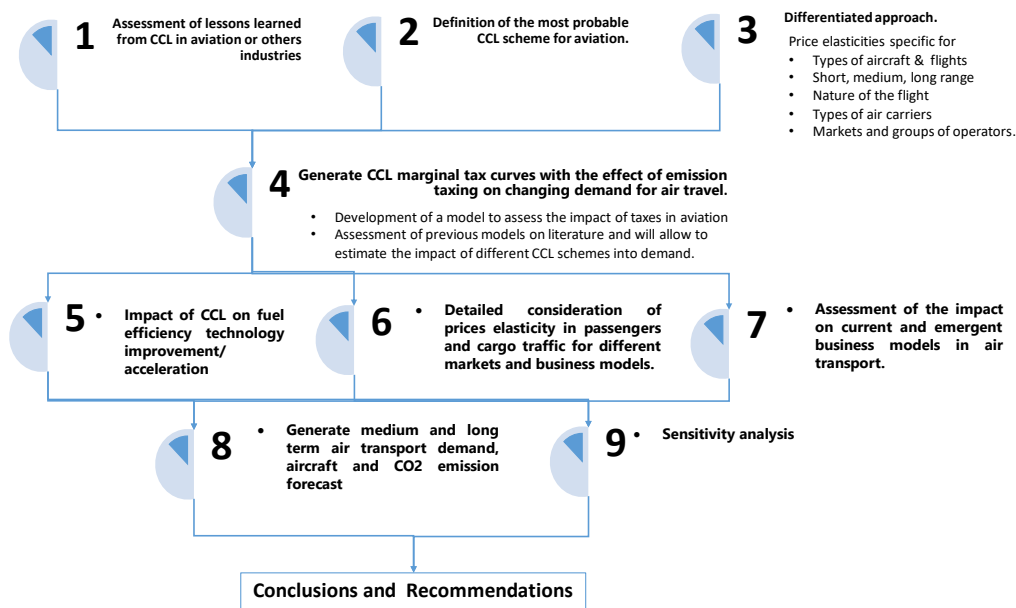 1
Assessment of lessons learned
from CCL in aviation or others
industries
2
Definition of the most probable
CCL scheme for aviation.
3
Differentiated approach.
Price elasticities specific for
• Types of aircraft & flights
• Short, medium, long range
• Nature of the flight
• Types of air carriers
• Markets and groups of operators.
4
Generate CCL marginal tax curves with the effect of emission
taxing on changing demand for air travel.
• Development of a model to assess the impact of taxes in aviation
• Assessment of previous models on literature and will allow to
estimate the impact of different CCL schemes into demand.
5
• Impact of CCL on fuel
efficiency technology
improvement/
acceleration
6
• Detailed consideration of
prices elasticity in passengers
and cargo traffic for different
markets and business models.
7
• Assessment of the impact
on current and emergent
business models in air
transport.
8
• Generate medium and long
term air transport demand,
aircraft and CO2 emission
forecast
9
• Sensitivity analysis
Conclusions and Recommendations